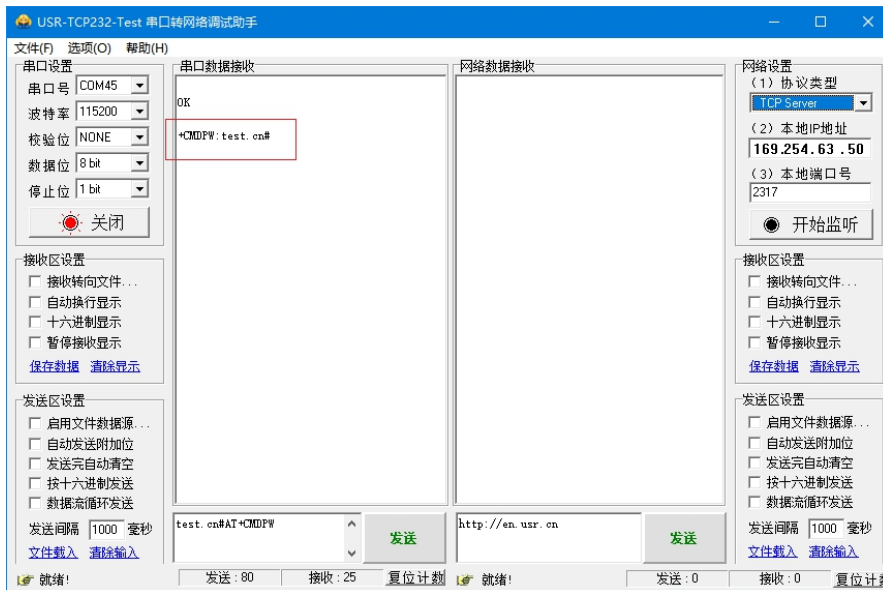 USR-TCP232-Test 串口转网络调试助手
文件(F) 选项(O) 帮助(H)
串口设置
串口号 COM45
波特率 115200
校验位 NONE
数据位 8 bit
停止位 1 bit
关闭
接收区设置
接收转向文件...
自动换行显示
十六进制显示
暂停接收显示
保存数据 清除显示
发送区设置
启用文件数据源...
自动发送附加位
发送完自动清空
按十六进制发送
数据流循环发送
发送间隔 1000 毫秒
文件载入 清除输入
串口数据接收
OK
+CMDPW:test.cn#
test.cn#AT+CMDPW
发送
网络数据接收
http://en.usr.cn
发送
网络设置
(1) 协议类型
TCP Server
(2) 本地IP地址
169.254.63.50
(3) 本地端口号
2317
开始监听
接收区设置
接收转向文件...
自动换行显示
十六进制显示
暂停接收显示
保存数据 清除显示
发送区设置
启用文件数据源...
自动发送附加位
发送完自动清空
按十六进制发送
数据流循环发送
发送间隔 1000 毫秒
文件载入 清除输入
就绪! 发送:80 接收:25 复位计数 就绪! 发送:0 接收:0 复位计